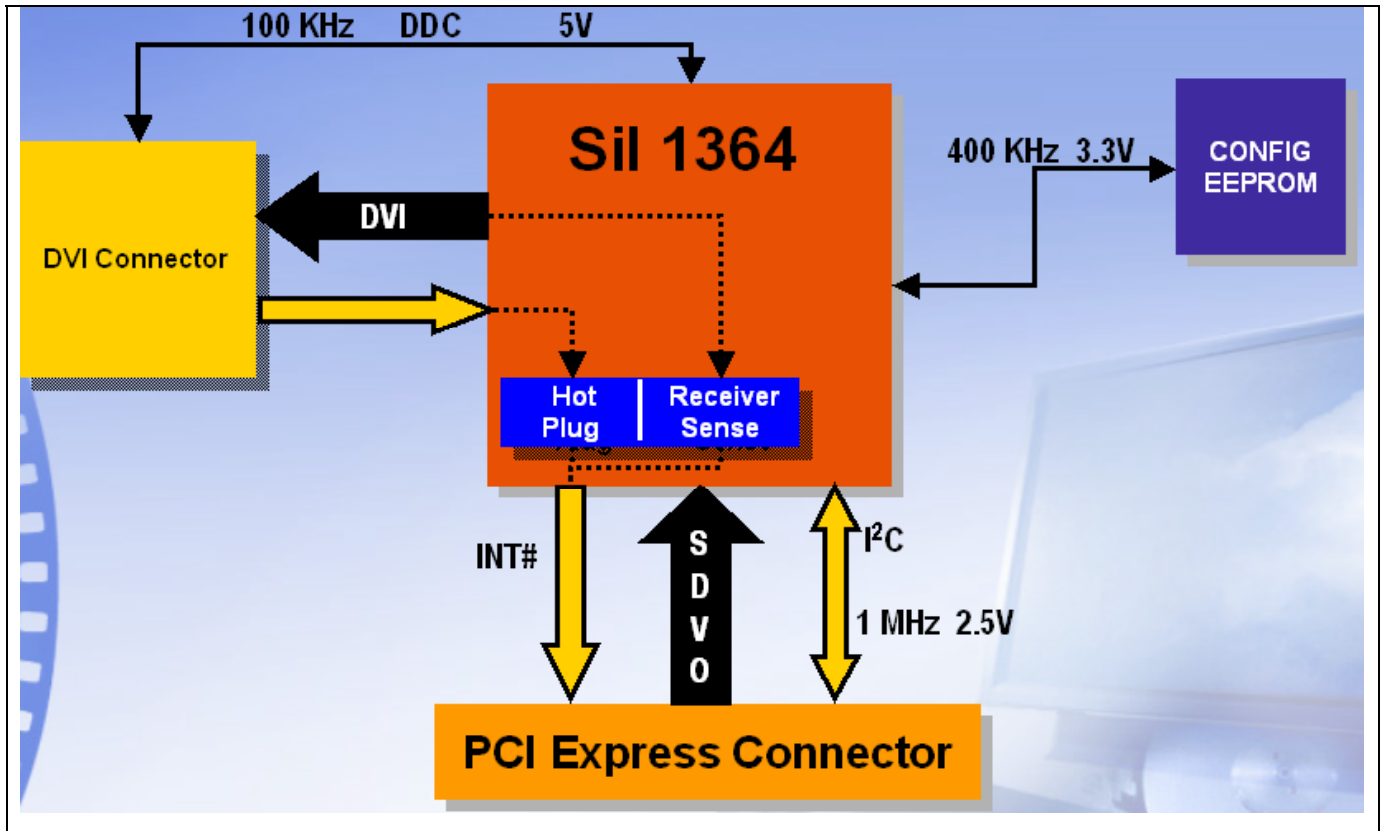 100 KHz DDC 5V
Sil 1364
400 KHz 3.3V
CONFIG
EEPROM
DVI
DVI Connector
Hot
Plug
Receiver
Sense
INT#
S
D
V
O
I²C
1 MHz 2.5V
PCI Express Connector